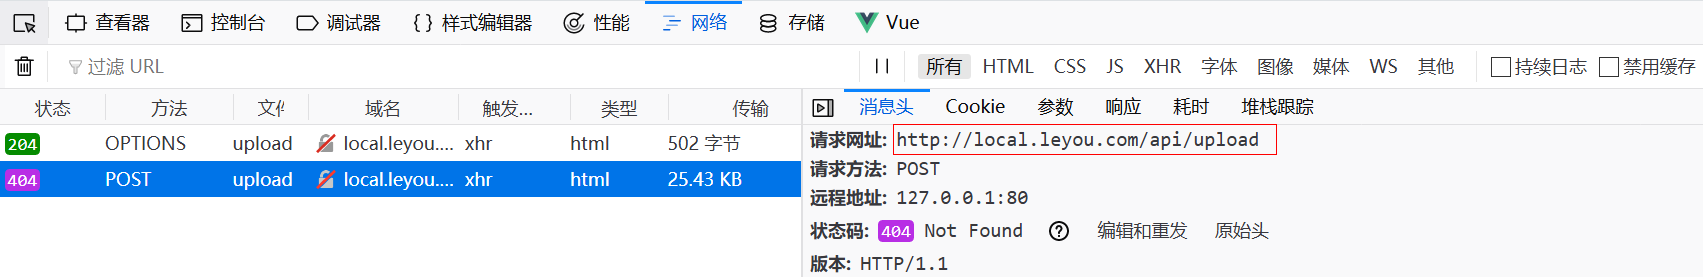 查看器 控制台 调试器 样式编辑器 性能 网络 存储 Vue
过滤 URL 所有 HTML CSS JS XHR 字体 图像 媒体 WS 其他 持续日志 禁用缓存
状态 方法 文件 域名 触发... 类型 传输
204 OPTIONS upload local.leyou.... xhr html 502 字节
404 POST upload local.leyou.... xhr html 25.43 KB
消息头 Cookie 参数 响应 耗时 堆栈跟踪
请求网址: http://local.leyou.com/api/upload
请求方法: POST
远程地址: 127.0.0.1:80
状态码: 404 Not Found ? 编辑和重发 原始头
版本: HTTP/1.1